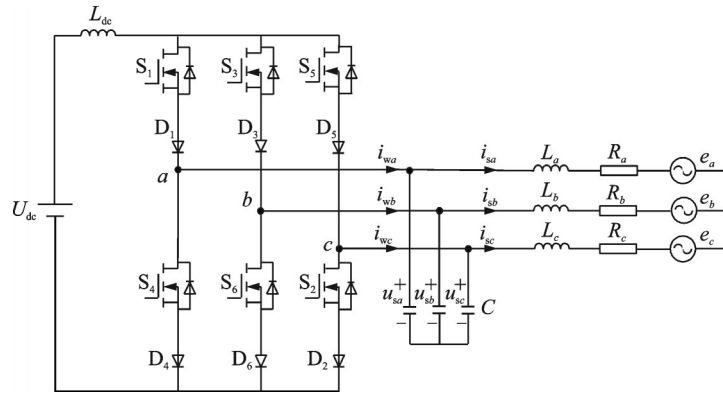 L_dc
S_1 S_3 S_5
D_1 D_3 D_5
i_wa i_sa L_a R_a e_a
a
U_dc
b i_wb i_sb L_b R_b e_b
c i_wc i_sc L_c R_c e_c
S_4 S_6 S_2
u_sa + u_sb + u_sc + C
− − −
D_4 D_6 D_2